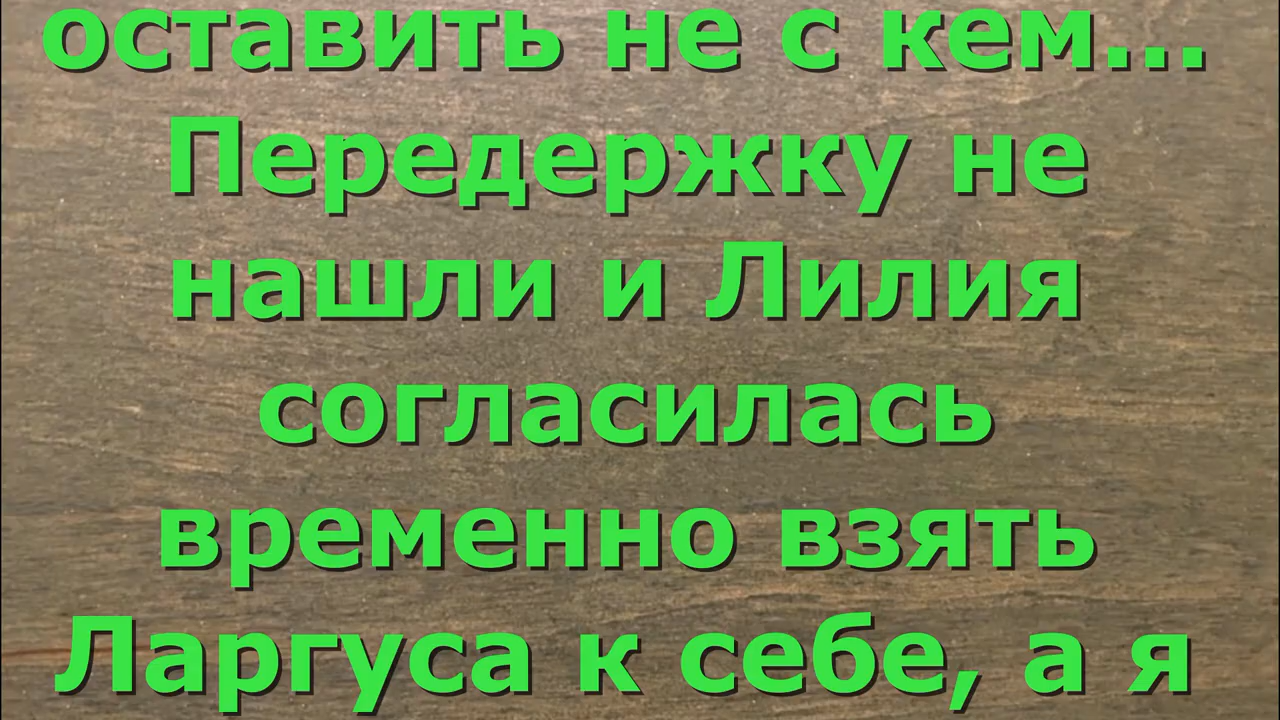 оставить не с кем...
Передержку не
нашли и Лилия
согласилась
временно взять
Ларгуса к себе, а я